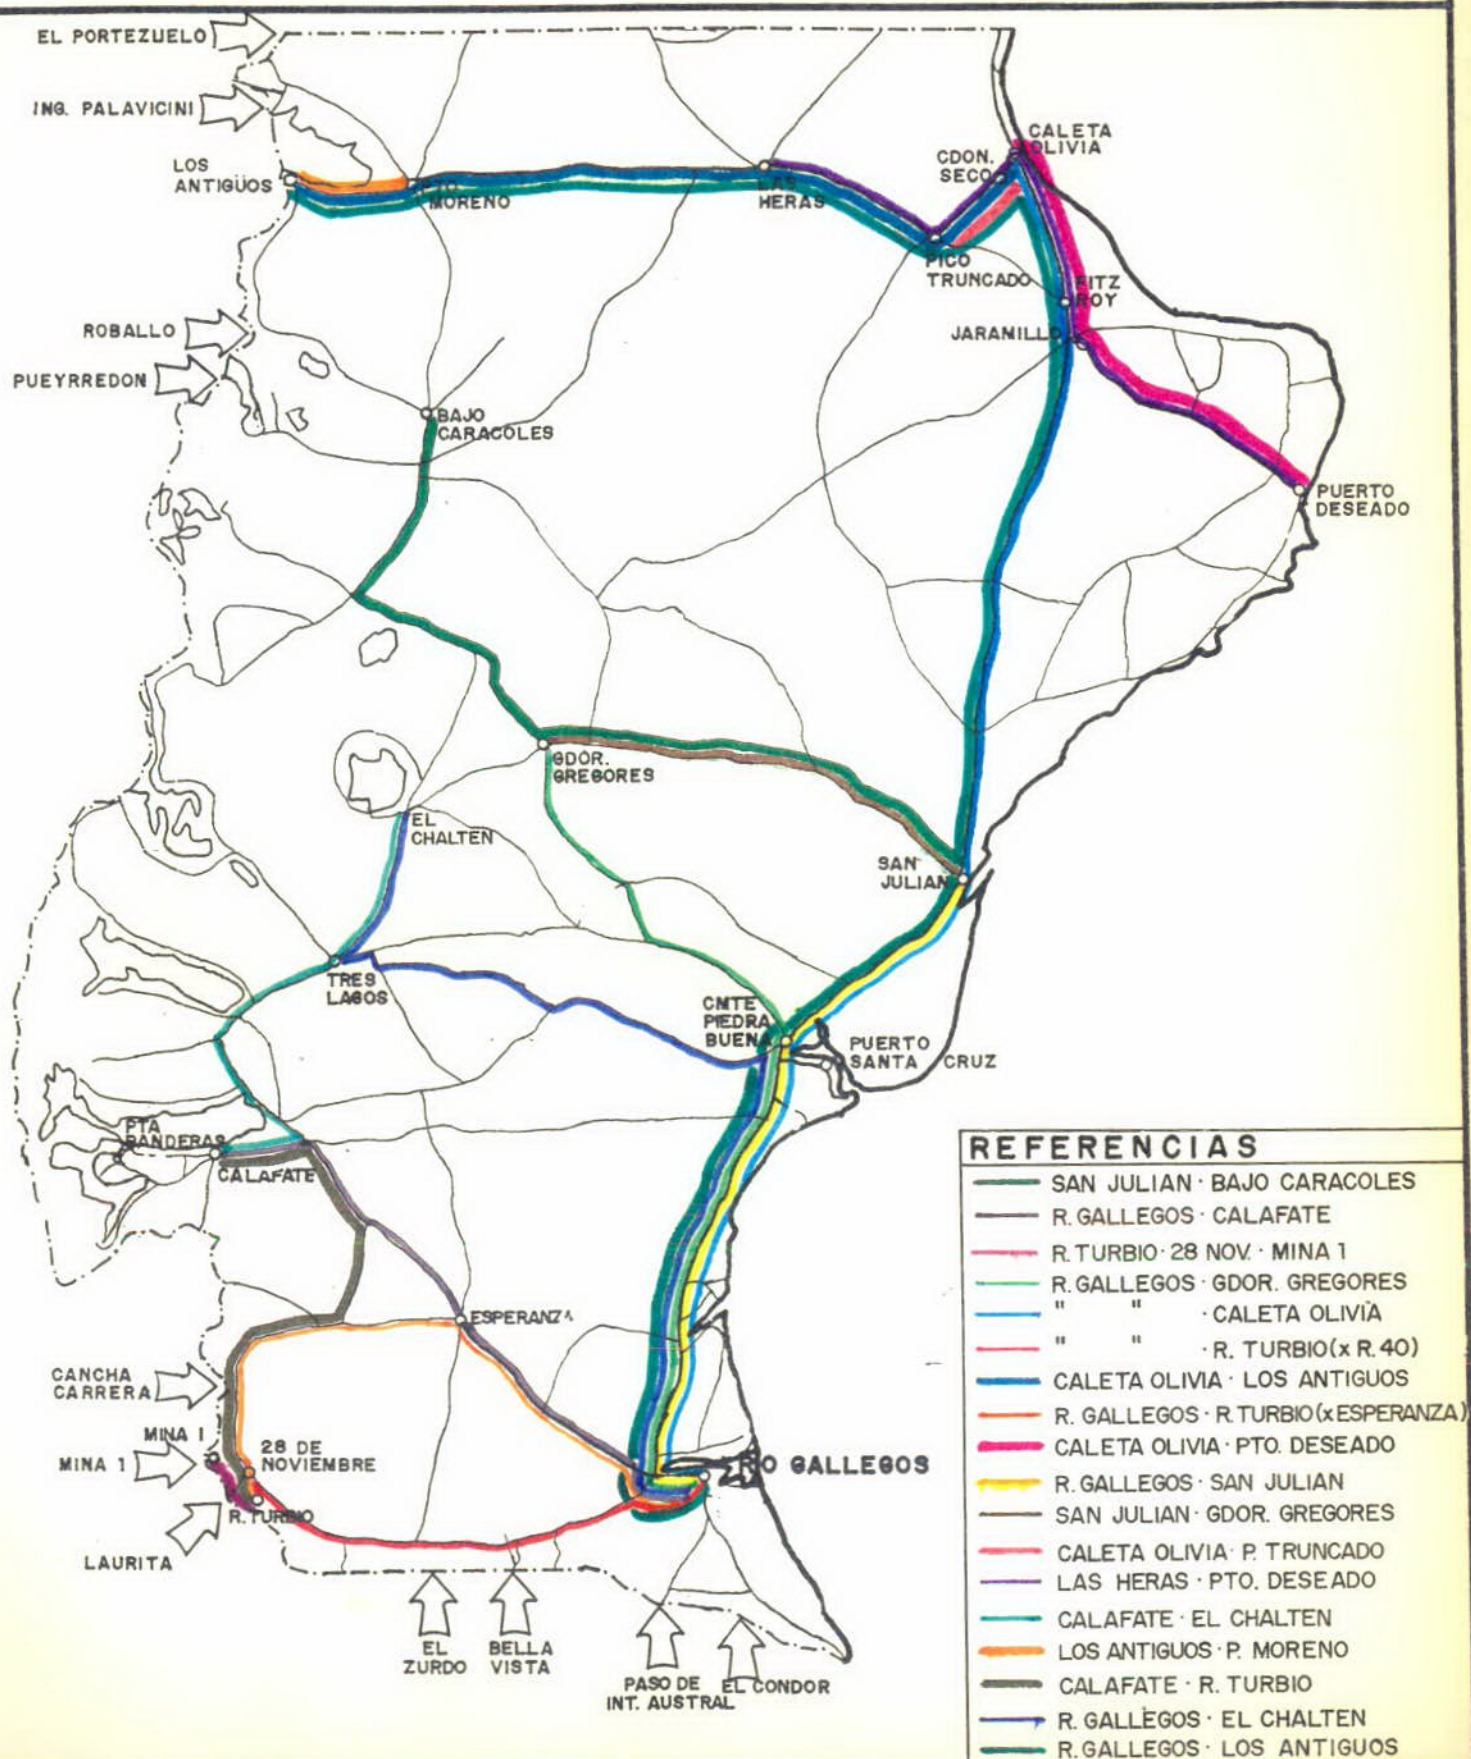 EL PORTEZUELO
ING. PALAVICINI
LOS
ANTIGÜOS
PTO.
MORENO
LAS
HERAS
CDON.
SECO
CALETA
OLIVIA
PICO
TRUNCADO
FITZ
ROY
JARAMILLO
ROBALLO
PUEYRREDON
BAJO
CARACOLES
PUERTO
DESEADO
GDOR.
GREGORES
EL
CHALTEN
SAN
JULIAN
TRES
LAGOS
CMTE
PIEDRA
BUENA
PUERTO
SANTA CRUZ
PTA
BANDERAS
CALAFATE
ESPERANZA
CANCHA
CARRERA
MINA 1
MINA 1
28 DE
NOVIEMBRE
R. TURBIO
RIO GALLEGOS
LAURITA
EL
ZURDO
BELLA
VISTA
PASO DE
INT. AUSTRAL
EL CONDOR
REFERENCIAS
SAN JULIAN · BAJO CARACOLES
R. GALLEGOS · CALAFATE
R. TURBIO · 28 NOV. · MINA 1
R. GALLEGOS · GDOR. GREGORES
" " · CALETA OLIVIA
" " · R. TURBIO (x R. 40)
CALETA OLIVIA · LOS ANTIGUOS
R. GALLEGOS · R. TURBIO (x ESPERANZA)
CALETA OLIVIA · PTO. DESEADO
R. GALLEGOS · SAN JULIAN
SAN JULIAN · GDOR. GREGORES
CALETA OLIVIA · P. TRUNCADO
LAS HERAS · PTO. DESEADO
CALAFATE · EL CHALTEN
LOS ANTIGUOS · P. MORENO
CALAFATE · R. TURBIO
R. GALLEGOS · EL CHALTEN
R. GALLEGOS · LOS ANTIGUOS